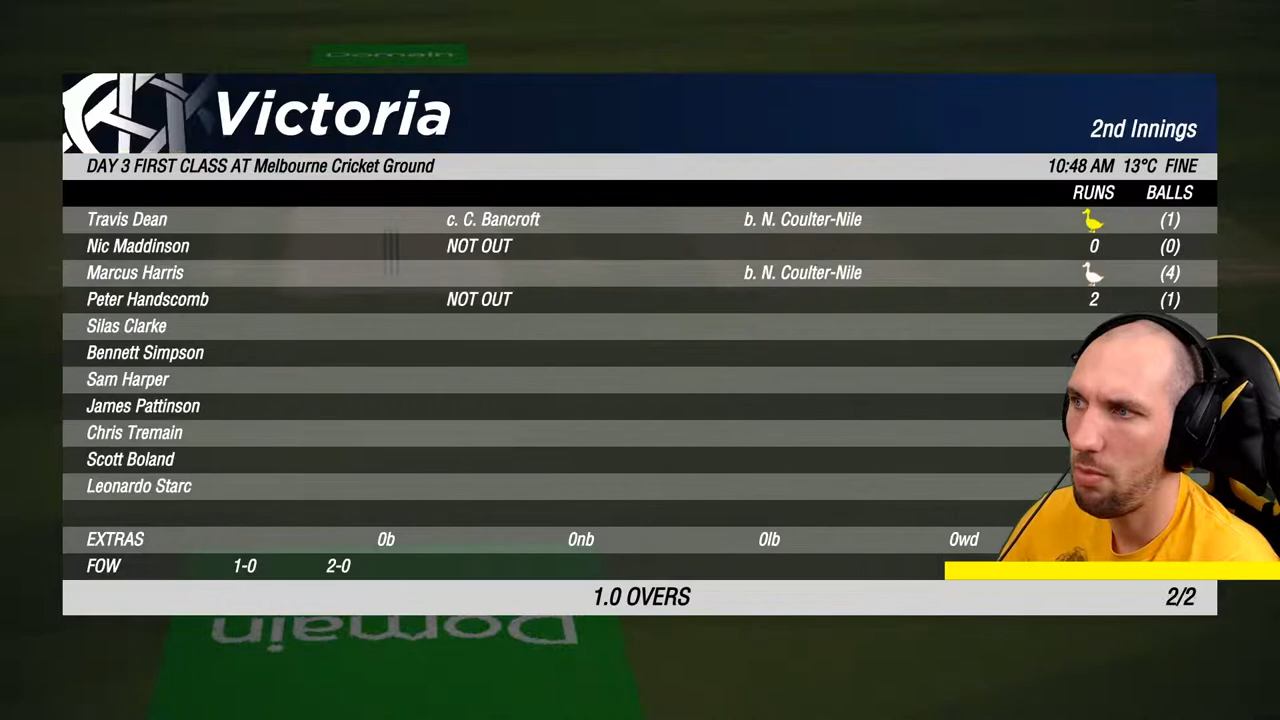 Domain
Victoria
2nd Innings
DAY 3 FIRST CLASS AT Melbourne Cricket Ground 10:48 AM 13°C FINE
RUNS BALLS
Travis Dean c. C. Bancroft b. N. Coulter-Nile (1)
Nic Maddinson NOT OUT 0 (0)
Marcus Harris b. N. Coulter-Nile (4)
Peter Handscomb NOT OUT 2 (1)
Silas Clarke
Bennett Simpson
Sam Harper
James Pattinson
Chris Tremain
Scott Boland
Leonardo Starc
EXTRAS 0b 0nb 0lb 0wd
FOW 1-0 2-0
1.0 OVERS 2/2
Domain